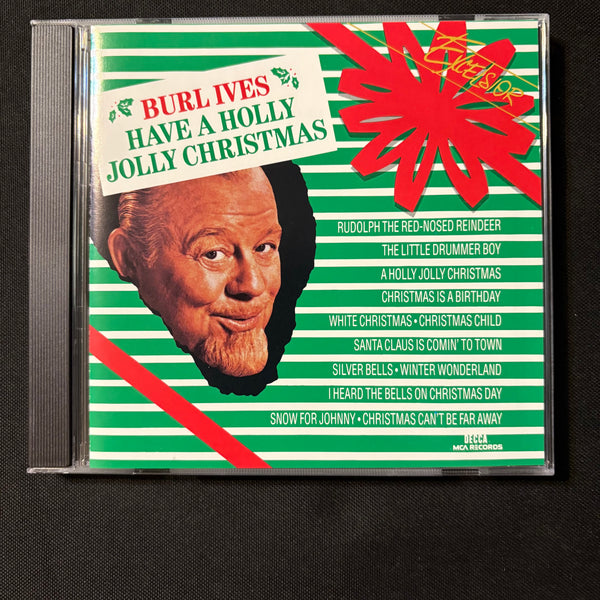 EXCELSIOR
BURL IVES
HAVE A HOLLY
JOLLY CHRISTMAS
RUDOLPH THE RED-NOSED REINDEER
THE LITTLE DRUMMER BOY
A HOLLY JOLLY CHRISTMAS
CHRISTMAS IS A BIRTHDAY
WHITE CHRISTMAS • CHRISTMAS CHILD
SANTA CLAUS IS COMIN' TO TOWN
SILVER BELLS • WINTER WONDERLAND
I HEARD THE BELLS ON CHRISTMAS DAY
SNOW FOR JOHNNY • CHRISTMAS CAN'T BE FAR AWAY
DECCA
MCA RECORDS